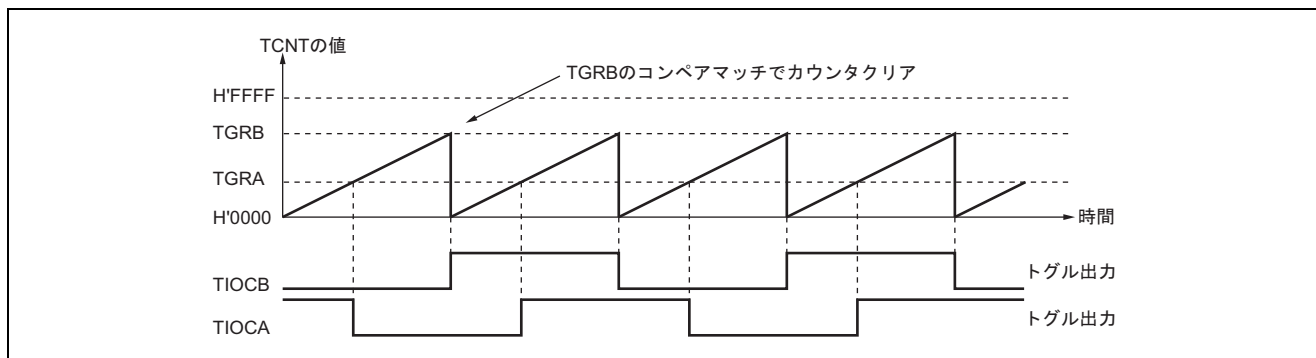 TCNTの値
TGRBのコンペアマッチでカウンタクリア
H'FFFF
TGRB
TGRA
H'0000
時間
TIOCB
トグル出力
TIOCA
トグル出力